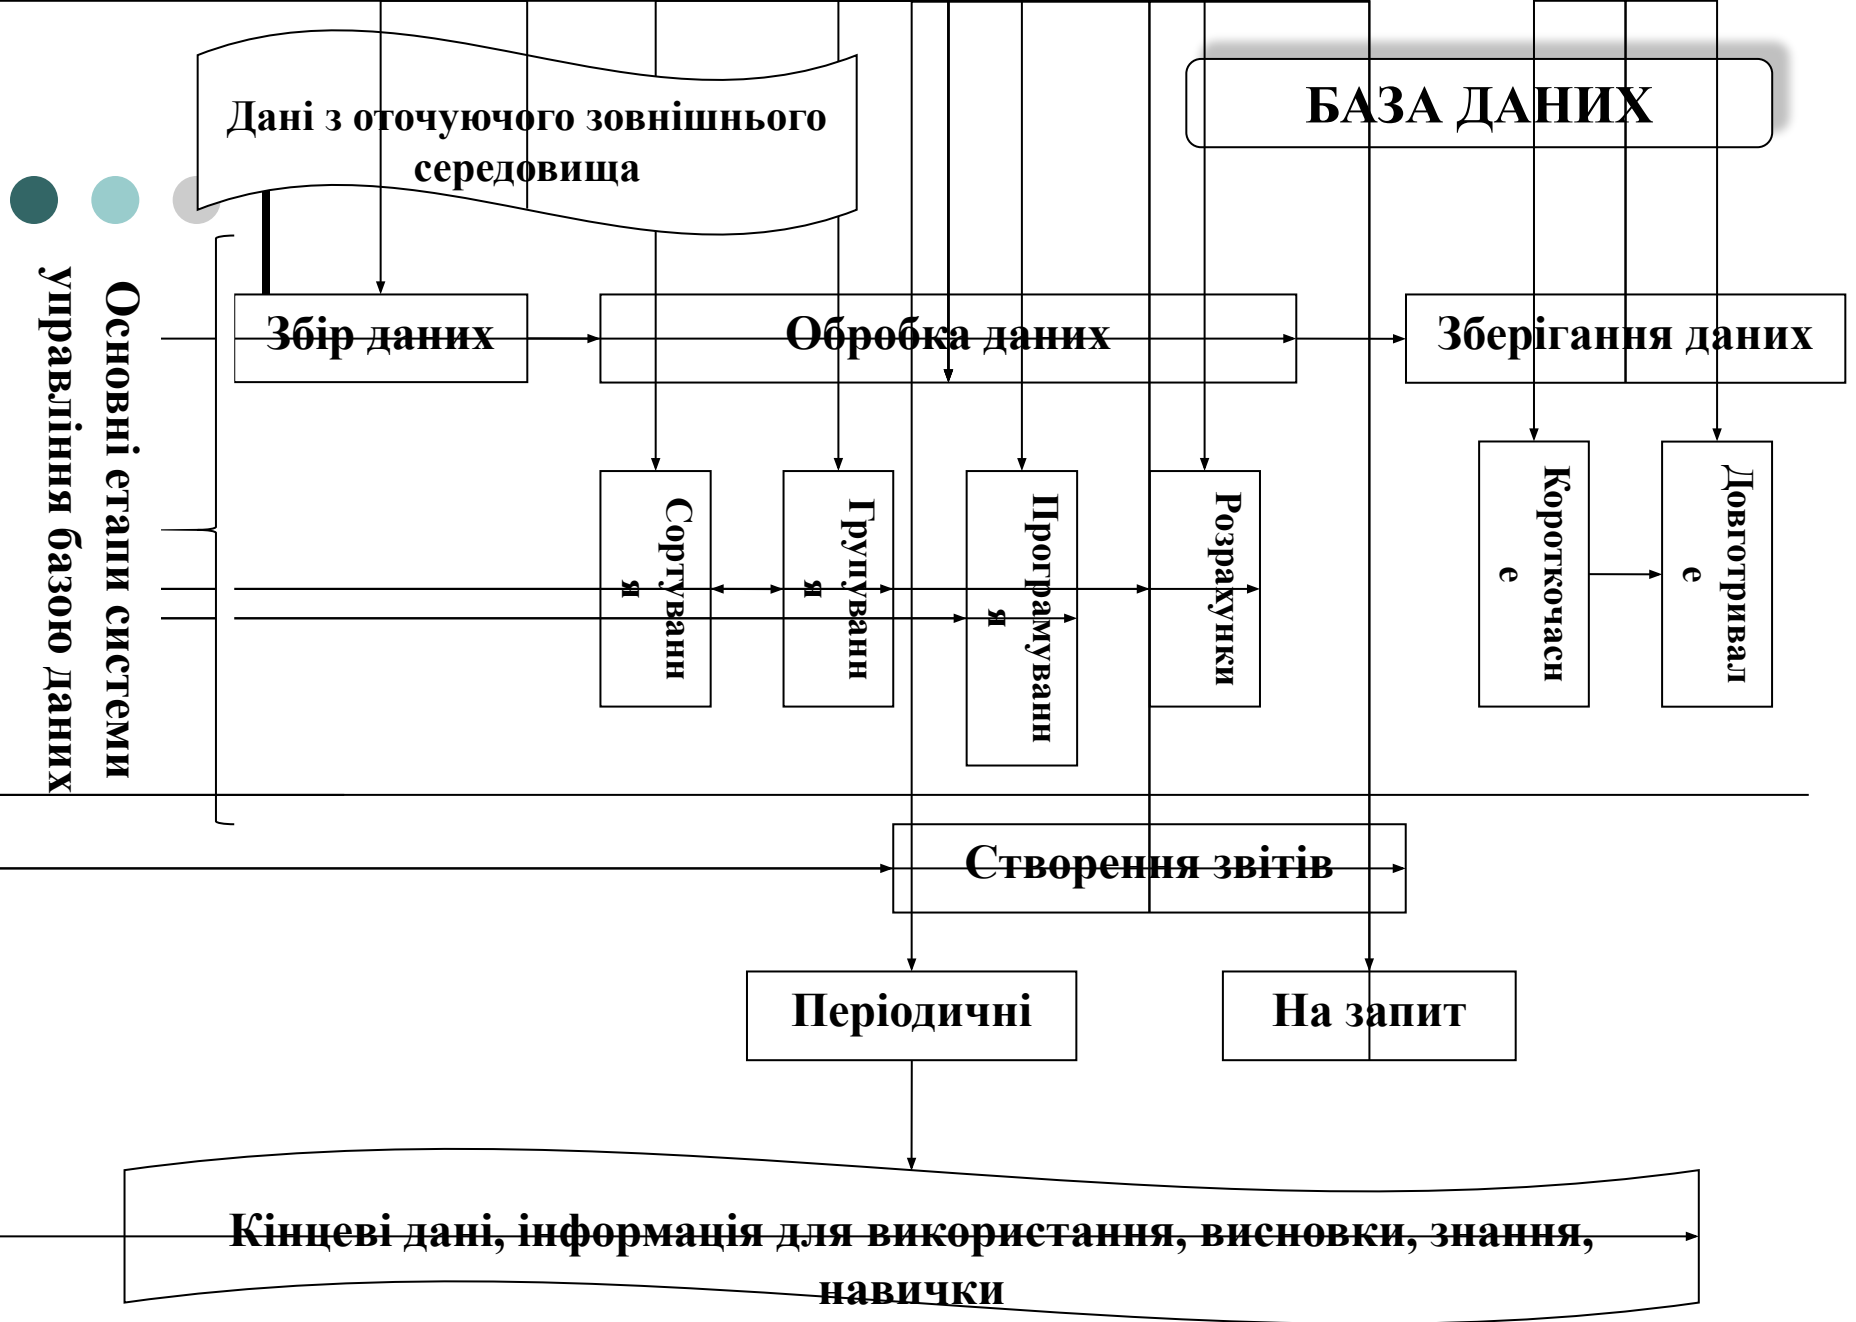 Дані з оточуючого зовнішнього
середовища
БАЗА ДАНИХ
Основні етапи системи
управління базою даних
Збір даних
Обробка даних
Зберігання даних
Сортуванн
я
Групуванн
я
Програмуванн
я
Розрахунки
Короткочасн
е
Довготривал
е
Створення звітів
Періодичні
На запит
Кінцеві дані, інформація для використання, висновки, знання,
навички